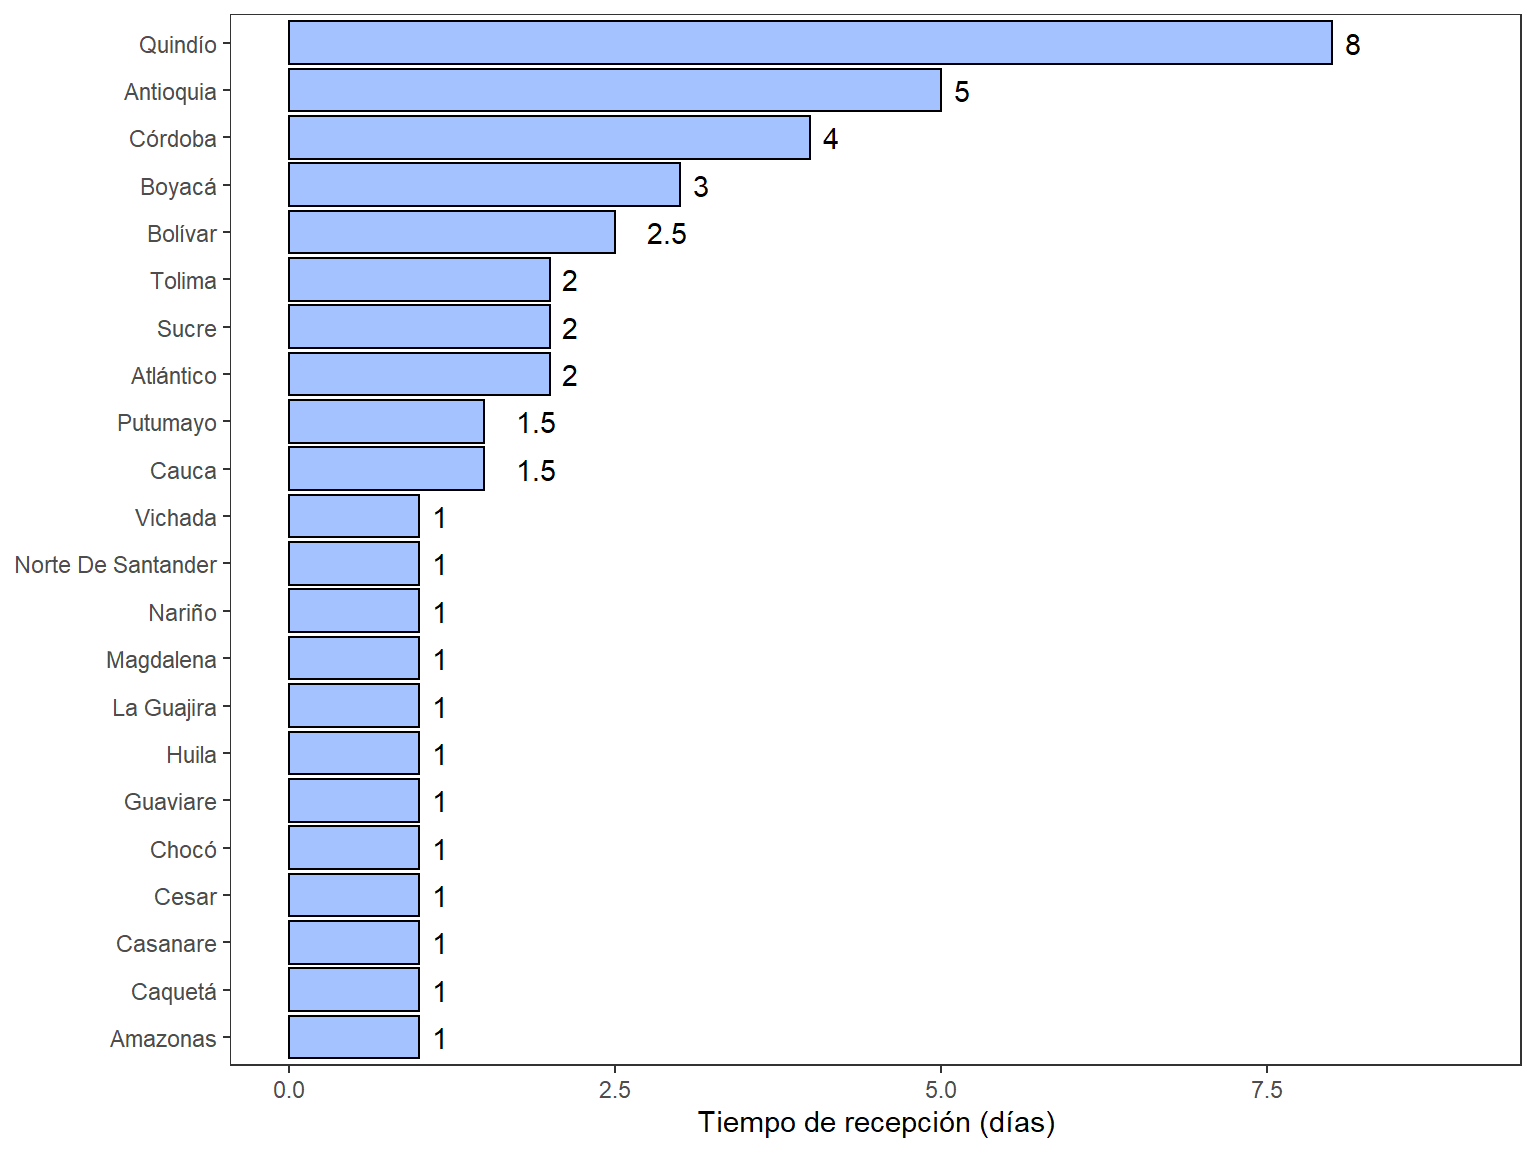 Quindío 8
Antioquia 5
Córdoba 4
Boyacá 3
Bolívar 2.5
Tolima 2
Sucre 2
Atlántico 2
Putumayo 1.5
Cauca 1.5
Vichada 1
Norte De Santander 1
Nariño 1
Magdalena 1
La Guajira 1
Huila 1
Guaviare 1
Chocó 1
Cesar 1
Casanare 1
Caquetá 1
Amazonas 1
0.0 2.5 5.0 7.5
Tiempo de recepción (días)